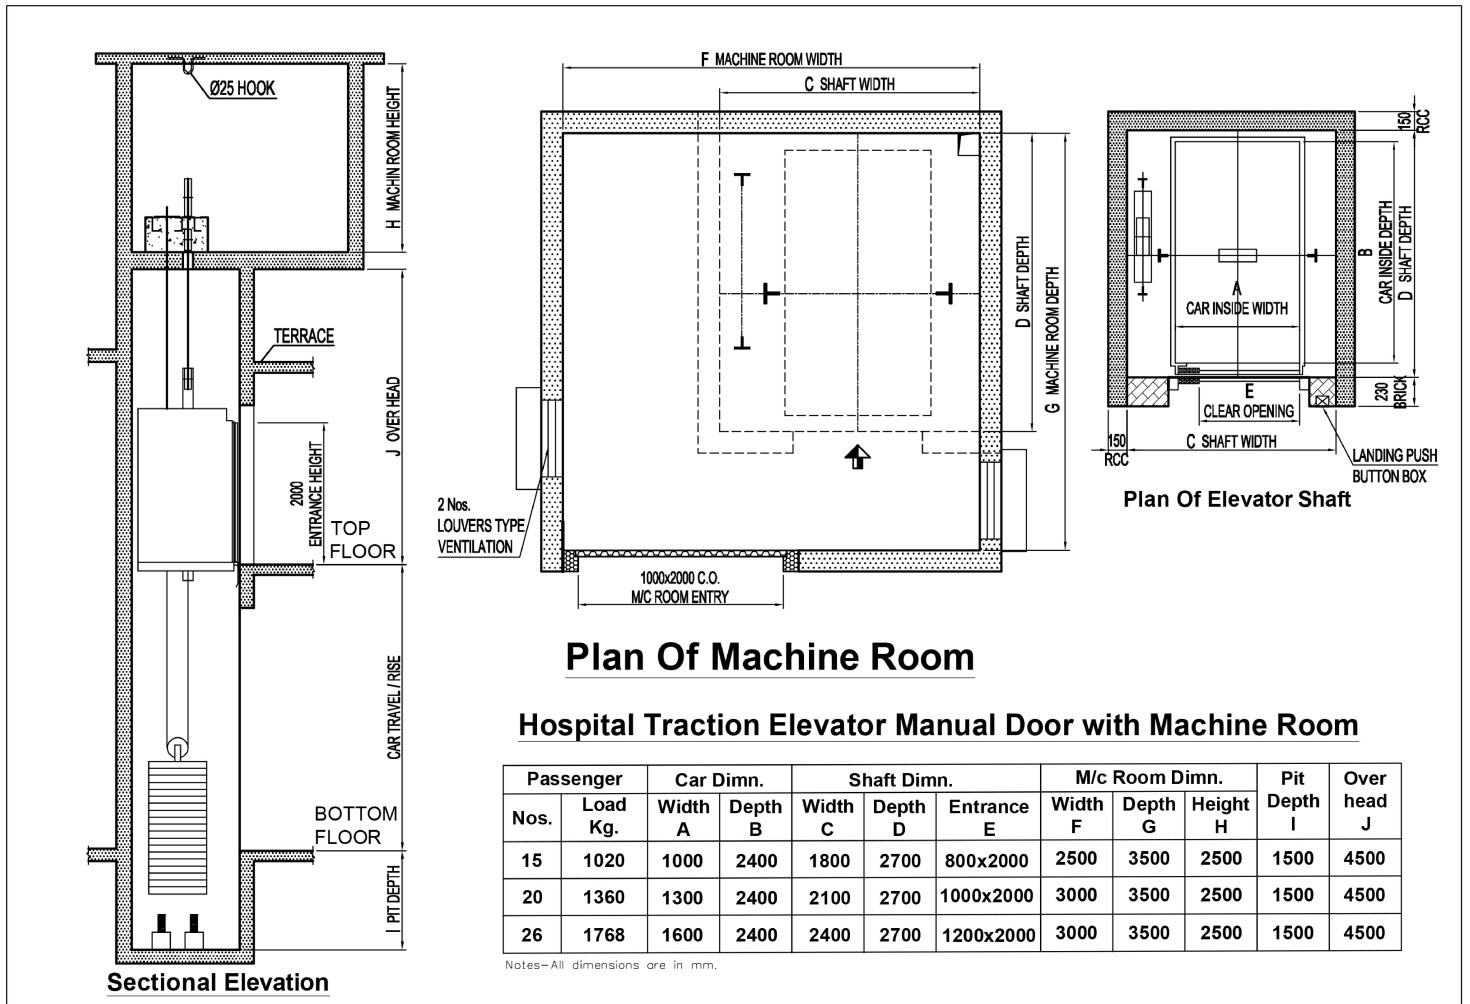 Ø25 HOOK
H MACHIN ROOM HEIGHT
TERRACE
J OVER HEAD
2000
ENTRANCE HEIGHT
TOP
FLOOR
CAR TRAVEL / RISE
BOTTOM
FLOOR
I PIT DEPTH
Sectional Elevation
F MACHINE ROOM WIDTH
C SHAFT WIDTH
D SHAFT DEPTH
G MACHINE ROOM DEPTH
2 Nos.
LOUVERS TYPE
VENTILATION
1000x2000 C.O.
M/C ROOM ENTRY
Plan Of Machine Room
150
RCC
B
CAR INSIDE DEPTH
D SHAFT DEPTH
A
CAR INSIDE WIDTH
230
BRICK
E
CLEAR OPENING
150
RCC
C SHAFT WIDTH
LANDING PUSH
BUTTON BOX
Plan Of Elevator Shaft
Hospital Traction Elevator Manual Door with Machine Room
Passenger Car Dimn. Shaft Dimn. M/c Room Dimn. Pit Depth I Over head J
Nos. Load Kg. Width A Depth B Width C Depth D Entrance E Width F Depth G Height H
15 1020 1000 2400 1800 2700 800x2000 2500 3500 2500 1500 4500
20 1360 1300 2400 2100 2700 1000x2000 3000 3500 2500 1500 4500
26 1768 1600 2400 2400 2700 1200x2000 3000 3500 2500 1500 4500
Notes-All dimensions are in mm.